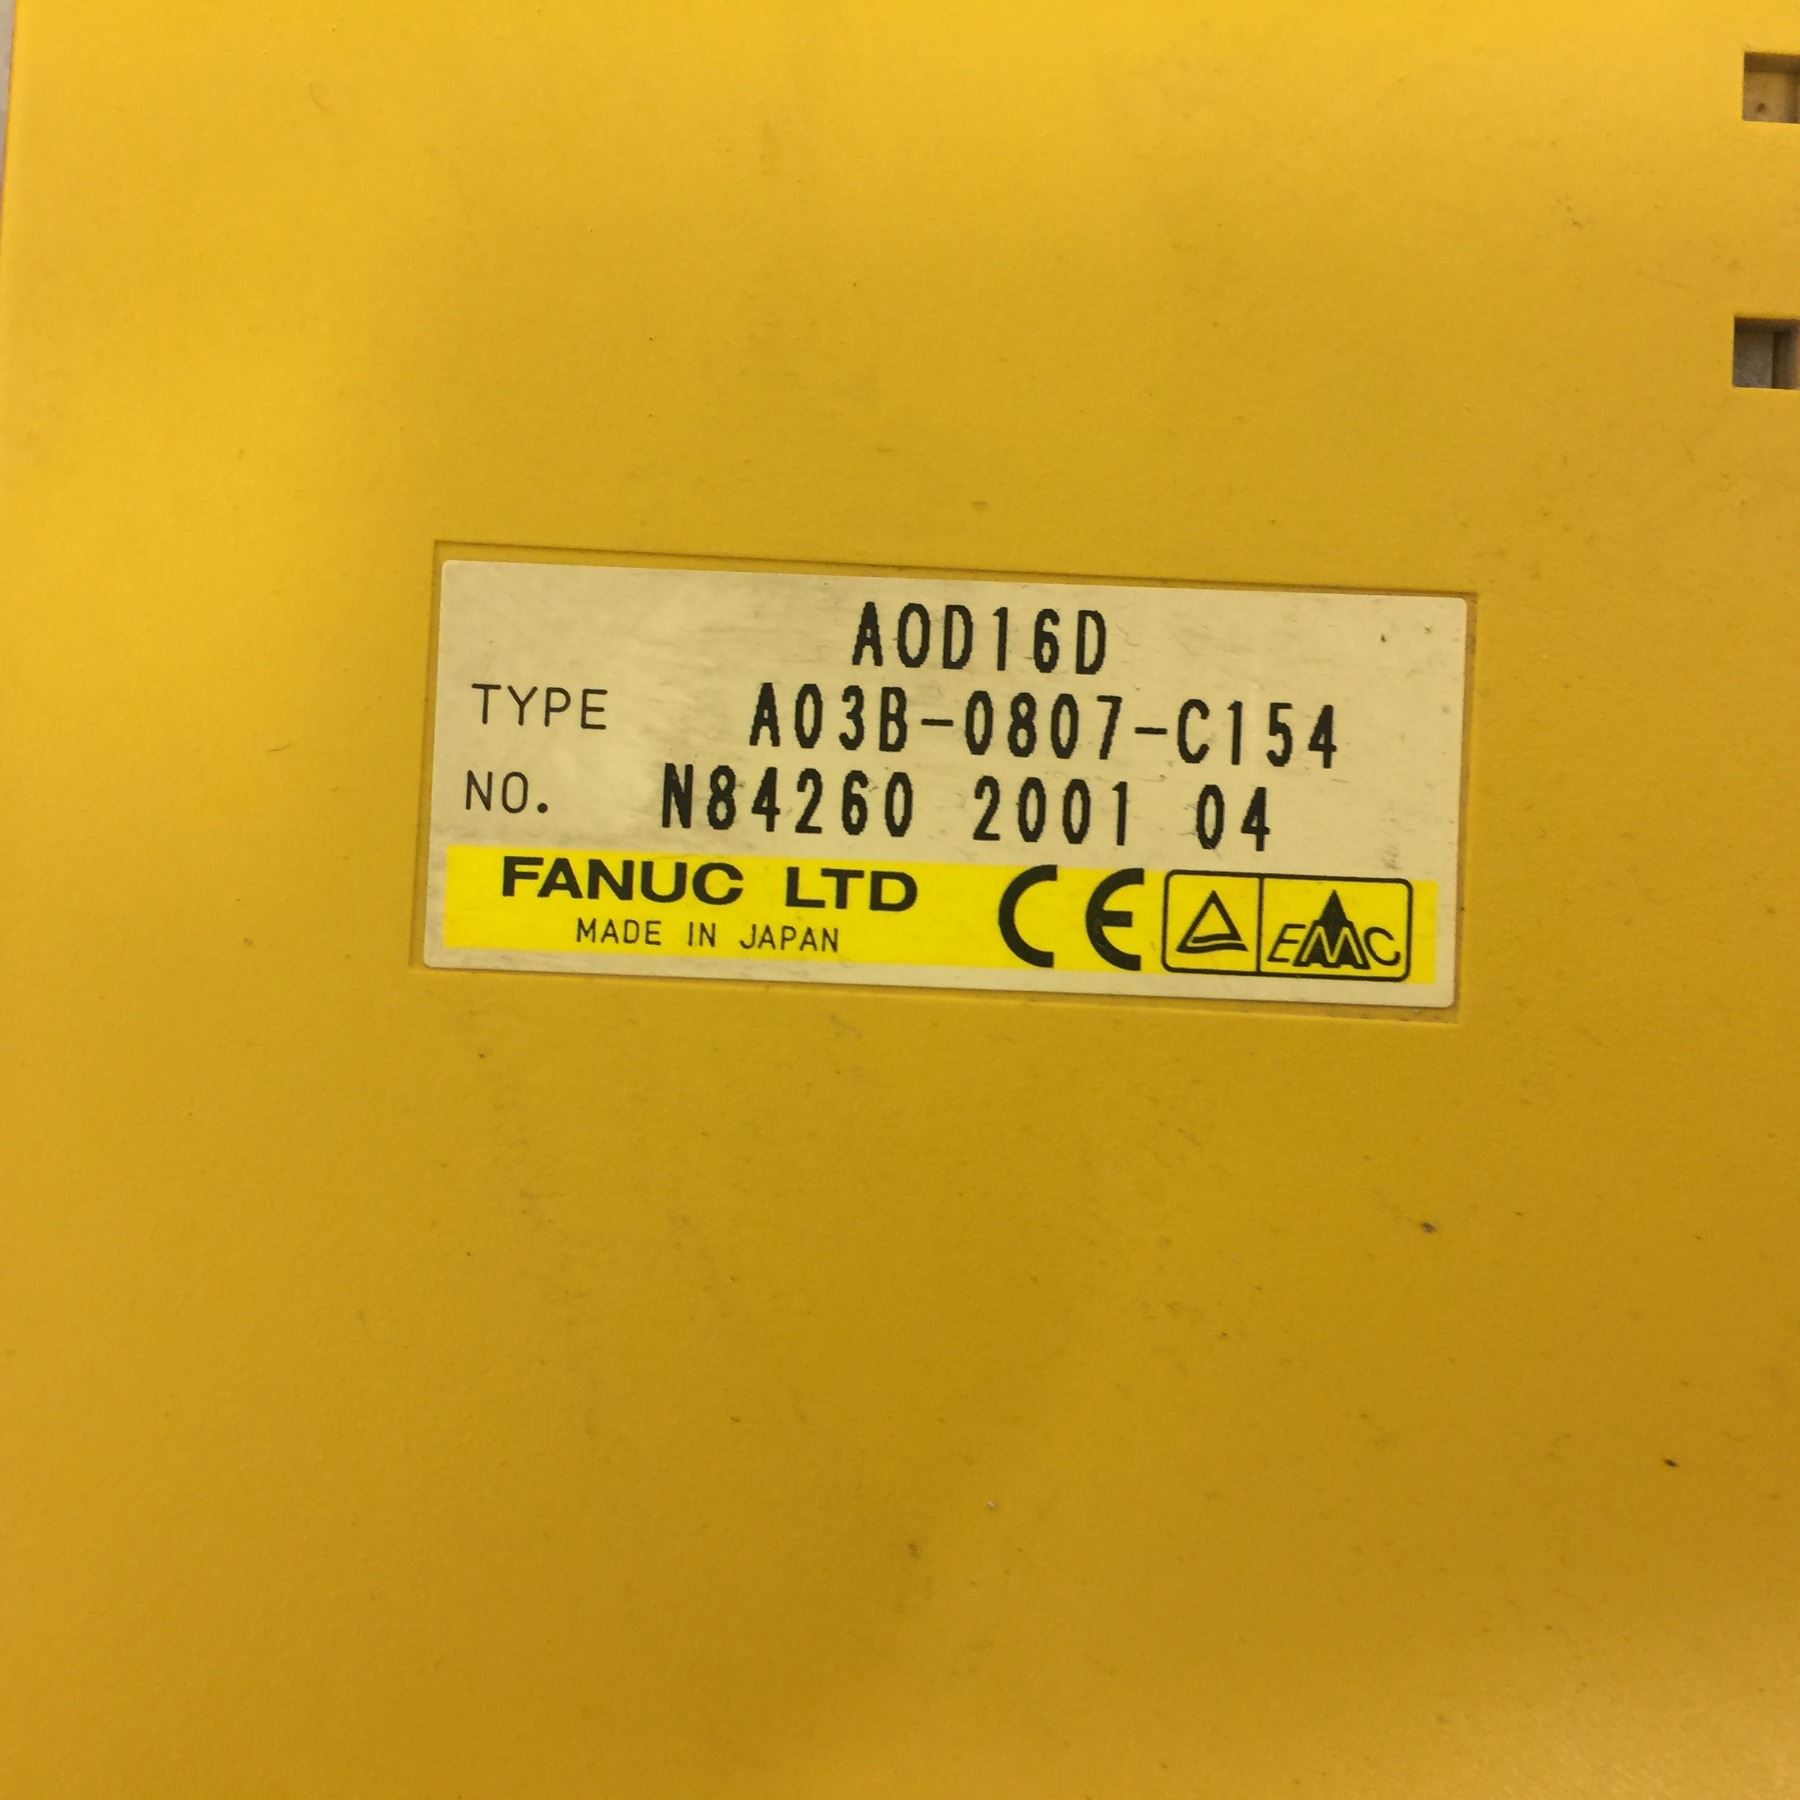 AOD16D
TYPE A03B-0807-C154
NO. N84260 2001 04
FANUC LTD CE
MADE IN JAPAN EMC